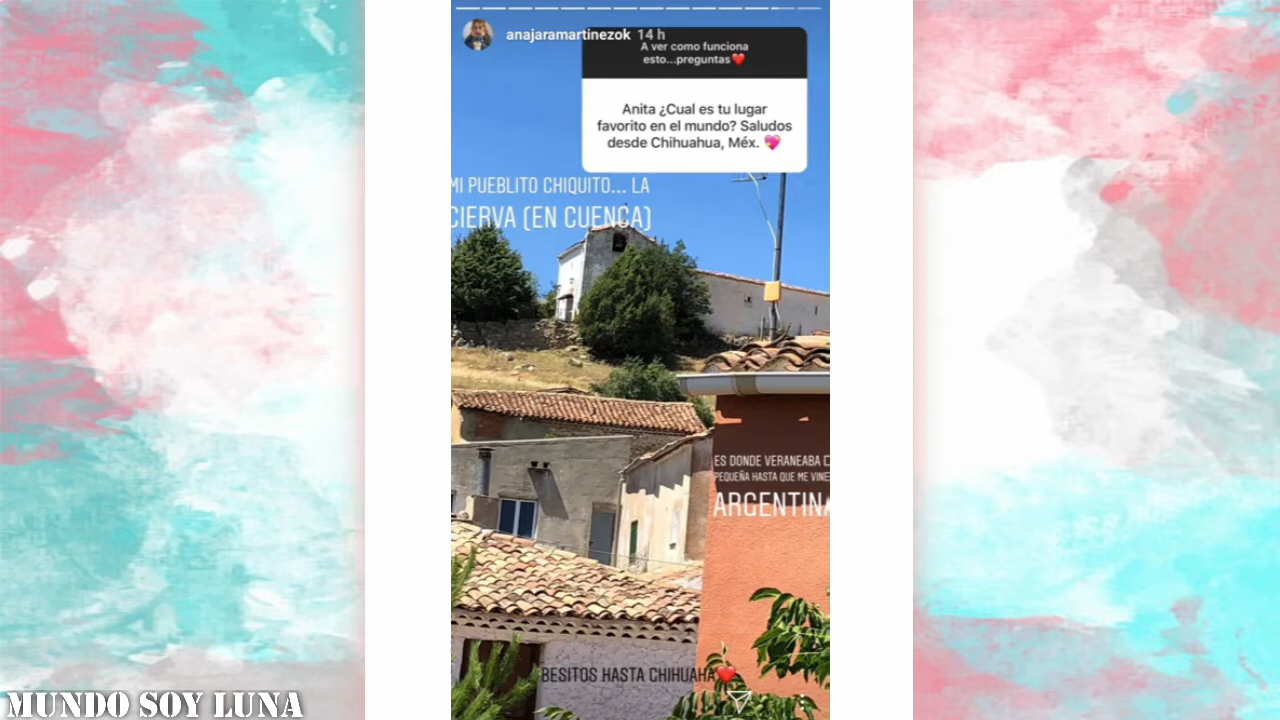 anajaramartinezok 14 h
A ver como funciona
esto...preguntas❤️
Anita ¿Cual es tu lugar
favorito en el mundo? Saludos
desde Chihuahua, Méx. 💖
MI PUEBLITO CHIQUITO... LA
CIERVA (EN CUENCA)
ES DONDE VERANEABA
PEQUEÑA HASTA QUE ME VINE
ARGENTINA
BESITOS HASTA CHIHUAHA❤️
MUNDO SOY LUNA